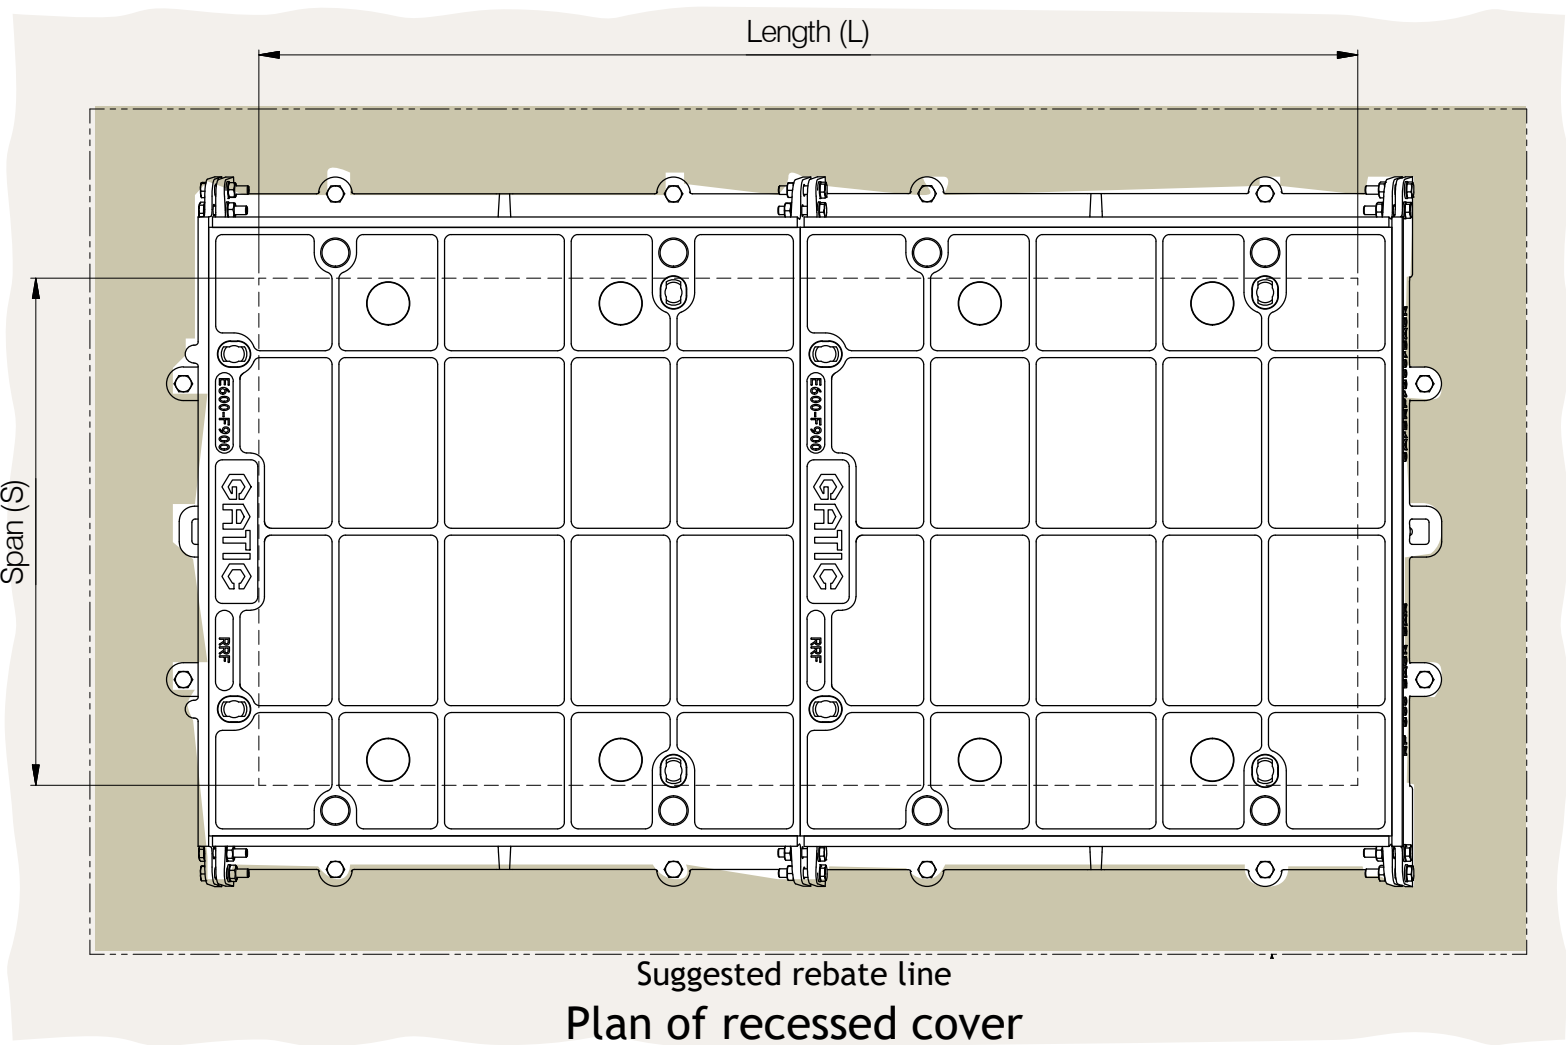 Length (L)
Span (S)
E600-F900
GATIC
RRF
E600-F900
GATIC
RRF
Suggested rebate line
Plan of recessed cover